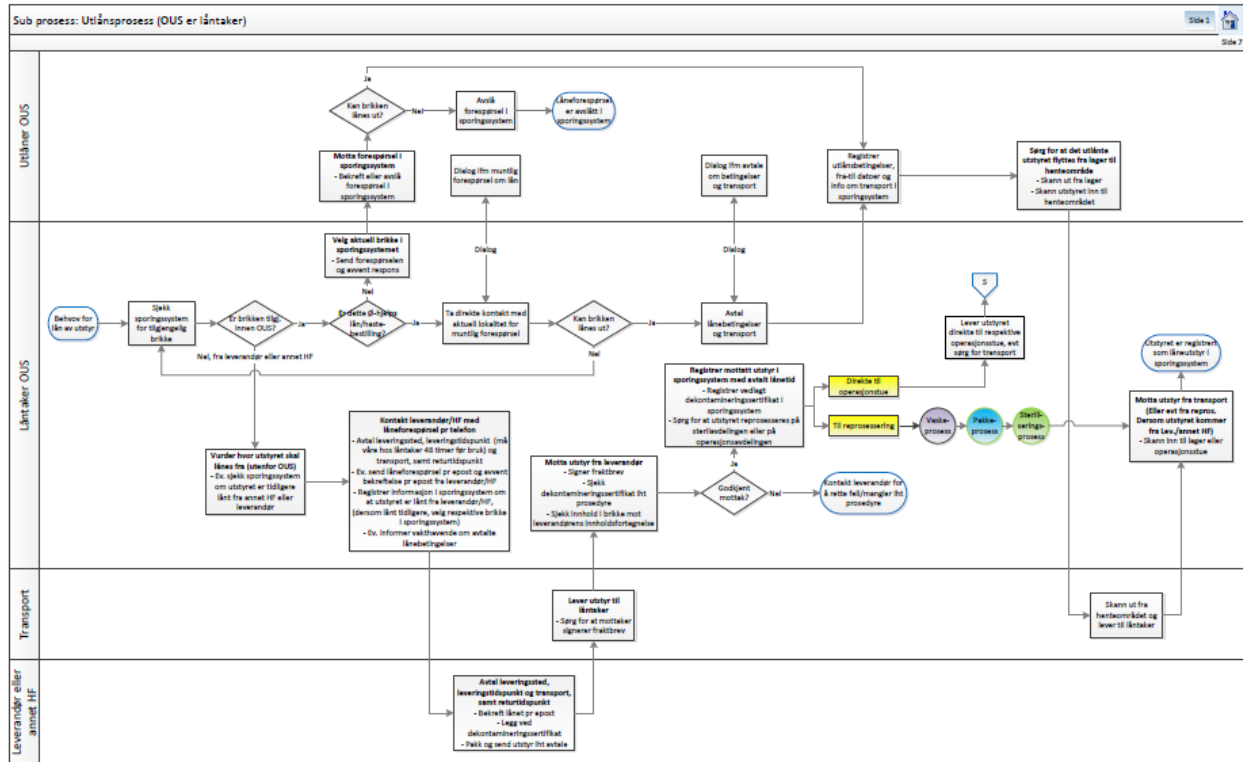 Sub prosess: Utlånsprosess (OUS er låntaker)
Side 1
Side 7
Utlåner OUS
Ja
Kan brikken
lånes ut?
Nei
Avslå
forespørsel i
sporingssystem
Låneforespørsel
er avslått i
sporingssystem
Motta forespørsel i
sporingssystem
- Bekreft eller avslå
forespørsel i
sporingssystem
Dialog ifm muntlig
forespørsel om lån
Dialog ifm avtale
om betingelser
og transport
Registrer
utlånsbetingelser,
fra-til datoer og
info om transport i
sporingssystem
Sørg for at det utlånte
utstyret flyttes fra lager til
henteområde
- Skann ut fra lager
- Skann utstyret inn til
henteområdet
Låntaker OUS
Velg aktuell brikke i
sporingssystemet
- Send forespørselen
og avvent respons
Dialog
Dialog
Nei
Behvov for
lån av utstyr
Sjekk
sporingssystem
for tilgjengelig
brikke
Er brikken tilgj.
innen OUS?
Ja
Er dette Ø-hjelps
lån/haste-
bestilling?
Ja
Ta direkte kontakt med
aktuell lokalitet for
muntlig forespørsel
Kan brikken
lånes ut?
Ja
Avtal
lånebetingelser
og transport
Nei
Nei, fra leverandør eller annet HF
S
Lever utstyret
direkte til respektive
operasjonsstue, evt
sørg for transport
Utstyret er registrert
som låneutstyr i
sporingssystem
Registrer mottatt utstyr i
sporingssystem med avtalt lånetid
- Registrer vedlagt
dekontamineringssertifikat i
sporingssystem
- Sørg for at utstyret reprosesseres på
sterilavdelingen eller på
operasjonsavdelingen
Direkte til
operasjonstue
Til reprosessering
Vaske-
prosess
Pakke-
prosess
Sterili-
serings-
prosess
Motta utstyr fra transport
(Eller evt fra repros.
Dersom utstyret kommer
fra Lev./annet HF)
- Skann inn til lager eller
operasjonsstue
Vurder hvor utstyret skal
lånes fra (utenfor OUS)
- Ev. sjekk sporingssystem
om utstyret er tidligere
lånt fra annet HF eller
leverandør
Kontakt leverandør/HF med
låneforespørsel pr telefon
- Avtal leveringssted, leveringstidspunkt (må
våre hos låntaker 48 timer før bruk) og
transport, samt returtidspunkt
- Ev. send låneforespørsel pr epost og avvent
bekreftelse pr epost fra leverandør/HF
- Registrer informasjon i sporingssystem om
at utstyret er lånt fra leverandør/HF,
(dersom lånt tidligere, velg respektive brikke
i sporingssystem)
- Ev. informer vakthavende om avtalte
lånebetingelser
Motta utstyr fra leverandør
- Signer fraktbrev
- Sjekk
dekontamineringssertifikat iht
prosedyre
- Sjekk innhold i brikke mot
leverandørens innholdsfortegnelse
Ja
Godkjent
mottak?
Nei
Kontakt leverandør for
å rette feil/mangler iht
prosedyre
Transport
Lever utstyr til
låntaker
- Sørg for at mottaker
signerer fraktbrev
Skann ut fra
henteområdet og
lever til låntaker
Leverandør eller
annet HF
Avtal leveringssted,
leveringstidspunkt og transport,
samt returtidspunkt
- Bekreft lånet pr epost
- Legg ved
dekontamineringssertifikat
- Pakk og send utstyr iht avtale